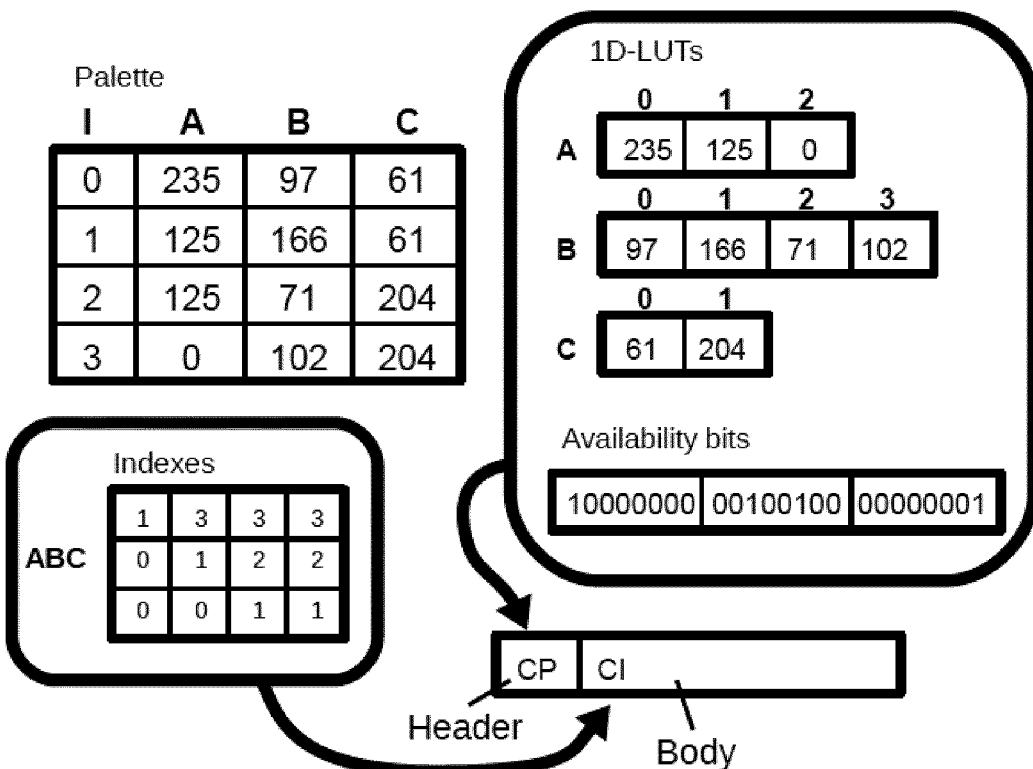 Palette
I A B C
0 235 97 61
1 125 166 61
2 125 71 204
3 0 102 204
1D-LUTs
0 1 2
A 235 125 0
0 1 2 3
B 97 166 71 102
0 1
C 61 204
Availability bits
10000000 00100100 00000001
Indexes
1 3 3 3
ABC 0 1 2 2
0 0 1 1
CP CI
Header
Body